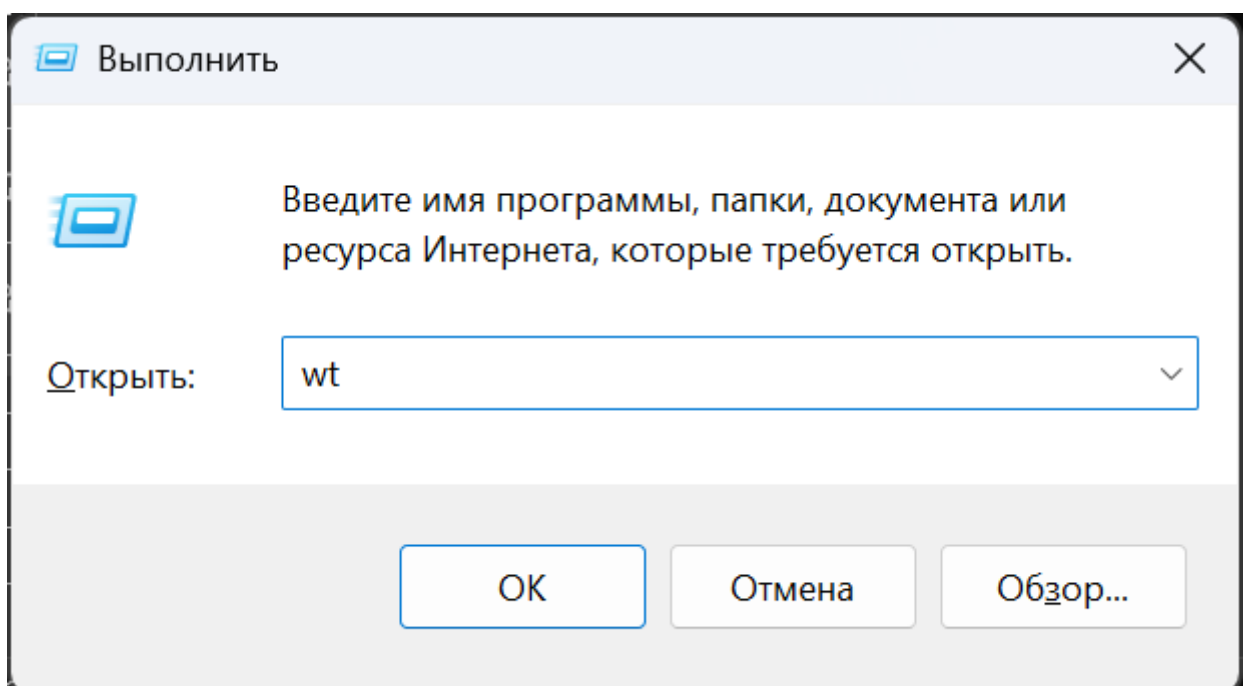 Выполнить
Введите имя программы, папки, документа или
ресурса Интернета, которые требуется открыть.
Открыть:
wt
OK
Отмена
Обзор...